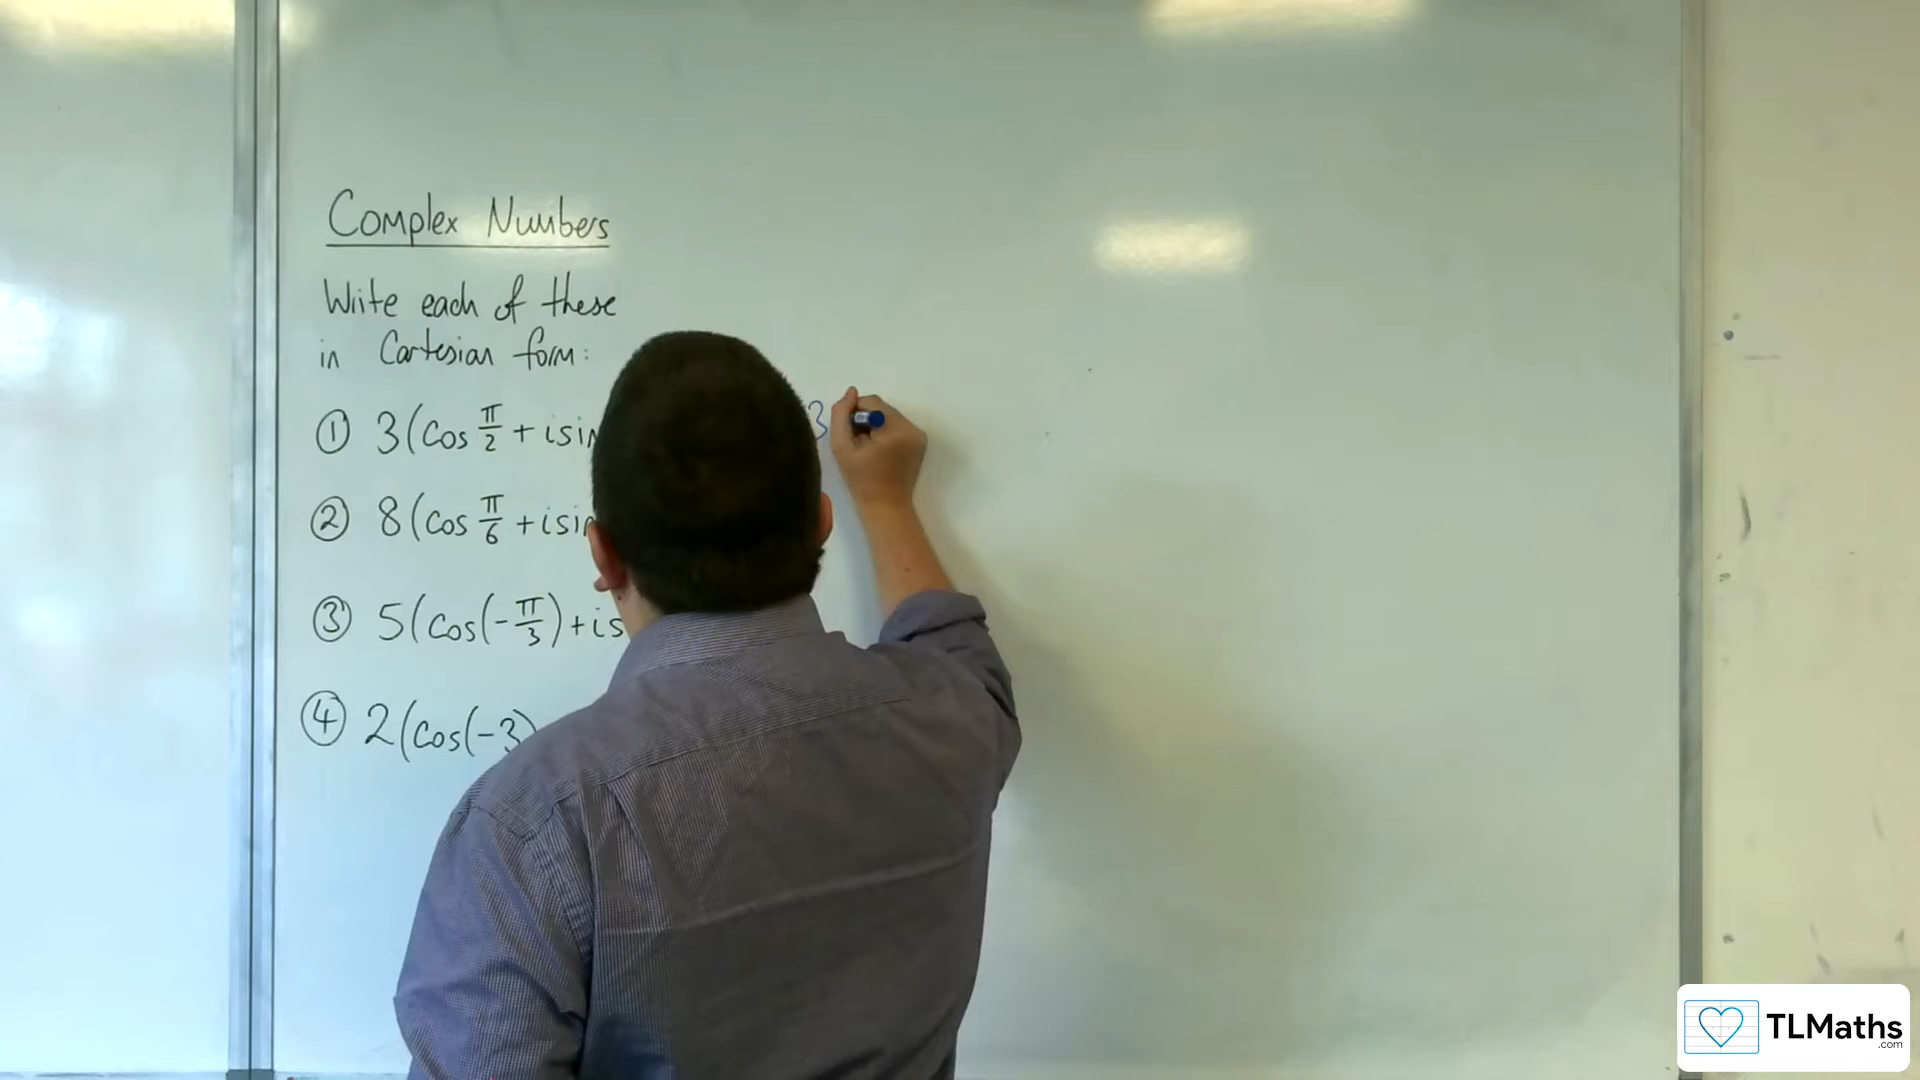 Complex Numbers
Write each of these
in Cartesian form:
① 3(cos π/2 + isin
② 8(cos π/6 + isin
③ 5(cos(-π/3) + is
④ 2(cos(-3)
3
TLMaths
.com